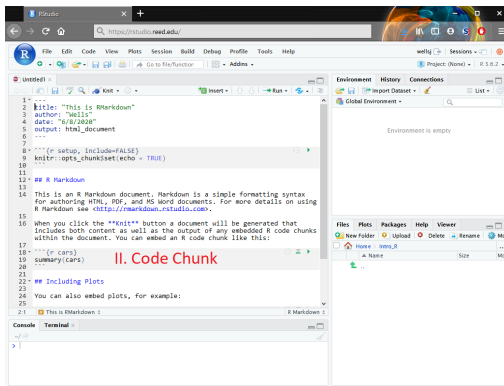 RStudio
https://rstudio.reed.edu/
File Edit Code View Plots Session Build Debug Profile Tools Help
wellsj Sessions
Go to file/function Addins
Project: (None) R 3.6.2
Untitled1
Knit Insert Run
1 ---
2 title: "This is RMarkdown"
3 author: "Wells"
4 date: "6/8/2020"
5 output: html_document
6 ---
7
8 ```{r setup, include=FALSE}
9 knitr::opts_chunk$set(echo = TRUE)
10 ```
11
12 ## R Markdown
13
14 This is an R Markdown document. Markdown is a simple formatting syntax
for authoring HTML, PDF, and MS Word documents. For more details on using
R Markdown see <http://rmarkdown.rstudio.com>.
15
16 When you click the **Knit** button a document will be generated that
includes both content as well as the output of any embedded R code chunks
within the document. You can embed an R code chunk like this:
17
18 ```{r cars}
19 summary(cars)
20 ```
II. Code Chunk
21
22 ## Including Plots
23
24 You can also embed plots, for example:
25
2:1 This is RMarkdown R Markdown
Console Terminal
~/
>
Environment History Connections
Import Dataset List
Global Environment
Environment is empty
Files Plots Packages Help Viewer
New Folder Upload Delete Rename
Home Intro_R
Name Size
..